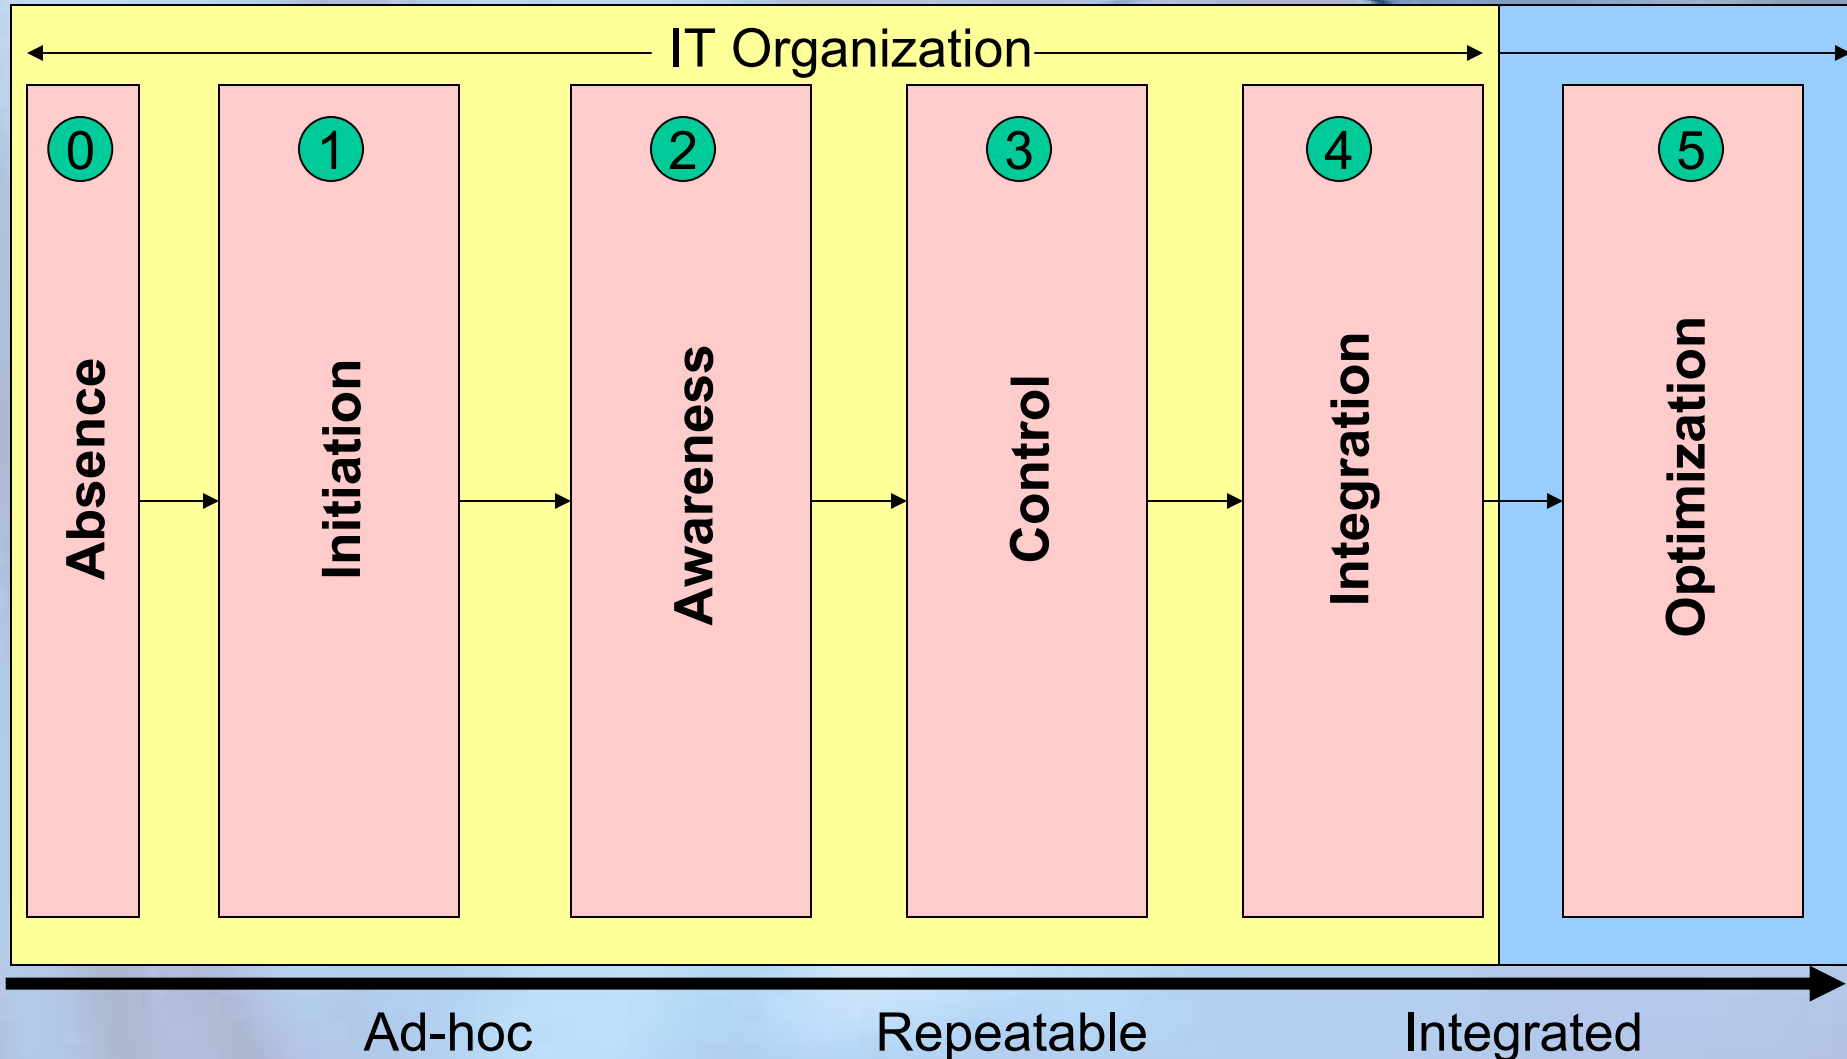 IT Organization
0
1
2
3
4
5
Absence
Initiation
Awareness
Control
Integration
Optimization
Ad-hoc
Repeatable
Integrated